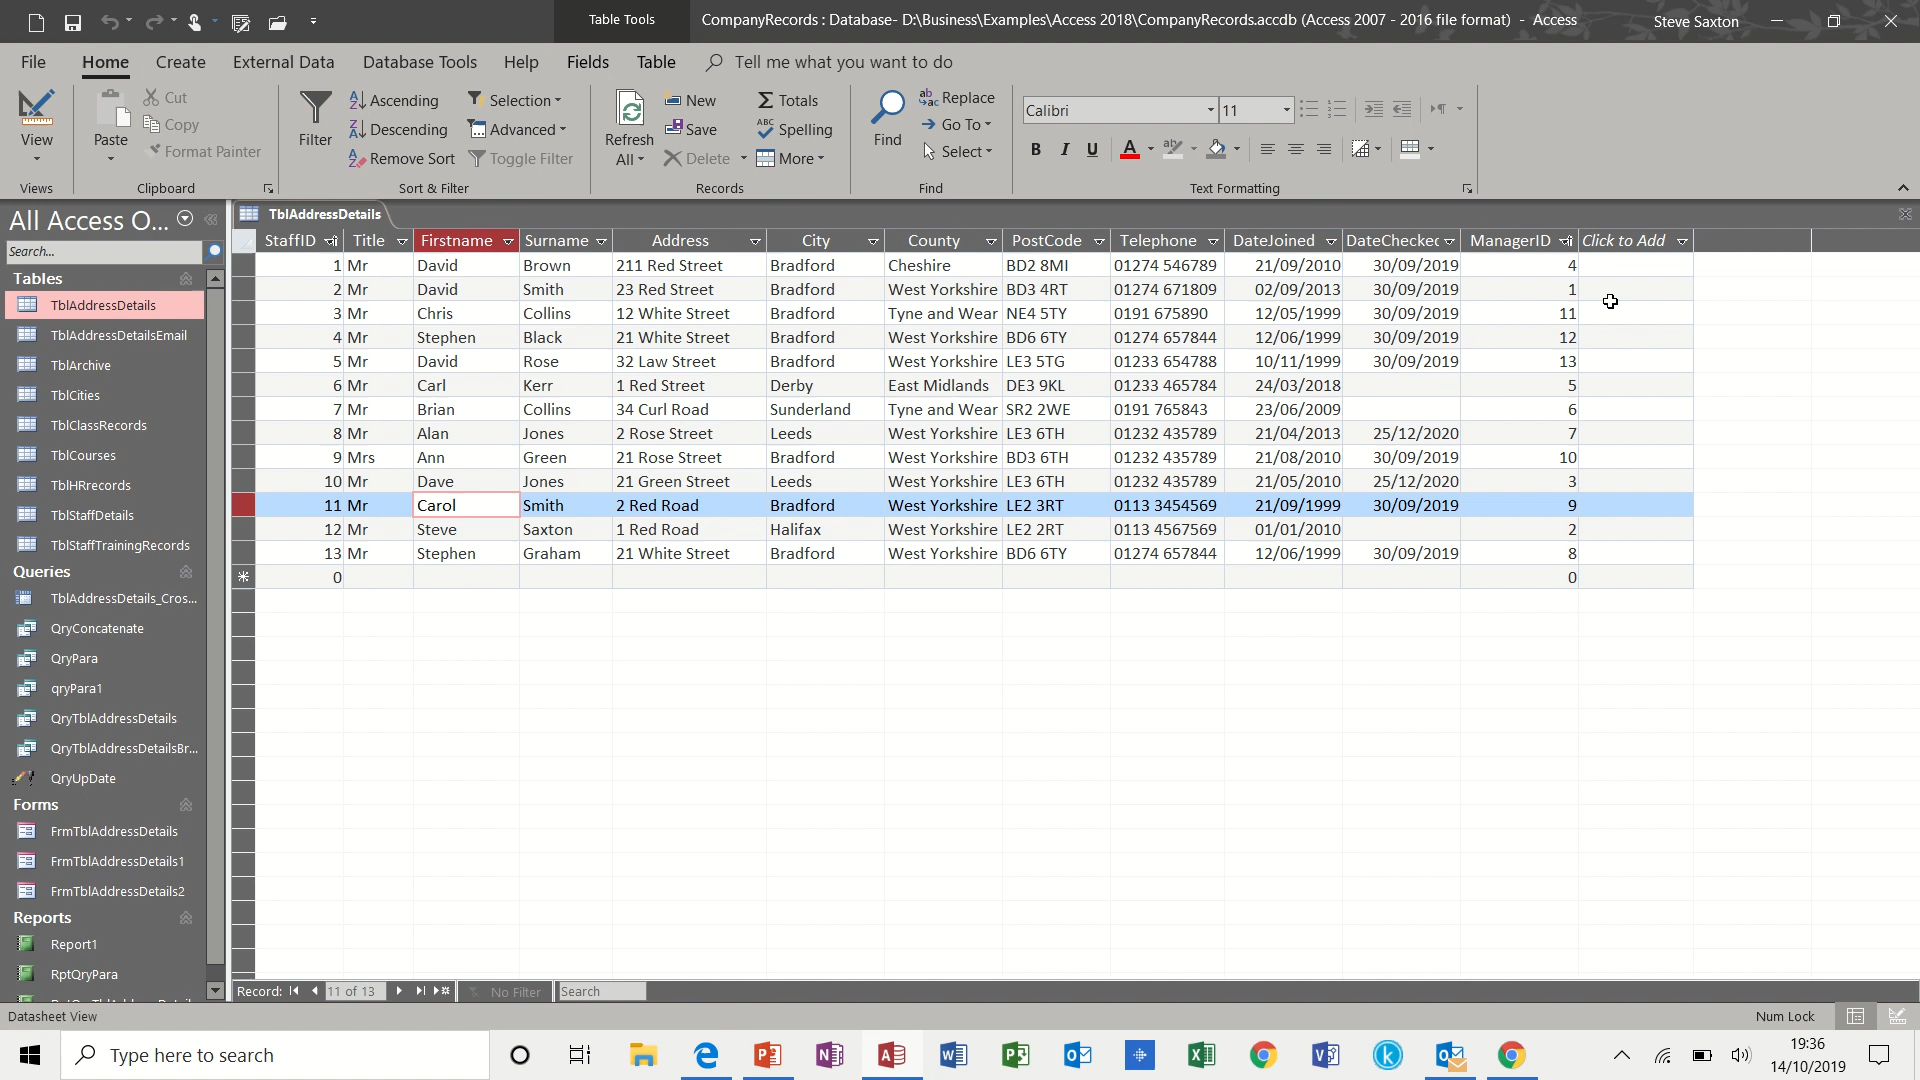 Table Tools
CompanyRecords : Database- D:\Business\Examples\Access 2018\CompanyRecords.accdb (Access 2007 - 2016 file format) - Access
Steve Saxton
File Home Create External Data Database Tools Help Fields Table Tell me what you want to do
View
Views
Paste
Cut
Copy
Format Painter
Clipboard
Filter
Ascending
Descending
Remove Sort
Selection
Advanced
Toggle Filter
Sort & Filter
Refresh
All
New
Save
Delete
Totals
Spelling
More
Records
Find
Replace
Go To
Select
Find
Calibri 11
B I U A
Text Formatting
All Access O...
Search...
Tables
TblAddressDetails
TblAddressDetailsEmail
TblArchive
TblCities
TblClassRecords
TblCourses
TblHRrecords
TblStaffDetails
TblStaffTrainingRecords
Queries
TblAddressDetails_Cros...
QryConcatenate
QryPara
qryPara1
QryTblAddressDetails
QryTblAddressDetailsBr...
QryUpDate
Forms
FrmTblAddressDetails
FrmTblAddressDetails1
FrmTblAddressDetails2
Reports
Report1
RptQryPara
TblAddressDetails
StaffID Title Firstname Surname Address City County PostCode Telephone DateJoined DateChecked ManagerID Click to Add
1 Mr David Brown 211 Red Street Bradford Cheshire BD2 8MI 01274 546789 21/09/2010 30/09/2019 4
2 Mr David Smith 23 Red Street Bradford West Yorkshire BD3 4RT 01274 671809 02/09/2013 30/09/2019 1
3 Mr Chris Collins 12 White Street Bradford Tyne and Wear NE4 5TY 0191 675890 12/05/1999 30/09/2019 11
4 Mr Stephen Black 21 White Street Bradford West Yorkshire BD6 6TY 01274 657844 12/06/1999 30/09/2019 12
5 Mr David Rose 32 Law Street Bradford West Yorkshire LE3 5TG 01233 654788 10/11/1999 30/09/2019 13
6 Mr Carl Kerr 1 Red Street Derby East Midlands DE3 9KL 01233 465784 24/03/2018 5
7 Mr Brian Collins 34 Curl Road Sunderland Tyne and Wear SR2 2WE 0191 765843 23/06/2009 6
8 Mr Alan Jones 2 Rose Street Leeds West Yorkshire LE3 6TH 01232 435789 21/04/2013 25/12/2020 7
9 Mrs Ann Green 21 Rose Street Bradford West Yorkshire BD3 6TH 01232 435789 21/08/2010 30/09/2019 10
10 Mr Dave Jones 21 Green Street Leeds West Yorkshire LE3 6TH 01232 435789 21/05/2010 25/12/2020 3
11 Mr Carol Smith 2 Red Road Bradford West Yorkshire LE2 3RT 0113 3454569 21/09/1999 30/09/2019 9
12 Mr Steve Saxton 1 Red Road Halifax West Yorkshire LE2 2RT 0113 4567569 01/01/2010 2
13 Mr Stephen Graham 21 White Street Bradford West Yorkshire BD6 6TY 01274 657844 12/06/1999 30/09/2019 8
0 0
Record: 11 of 13 No Filter Search
Datasheet View
Num Lock
Type here to search
19:36
14/10/2019